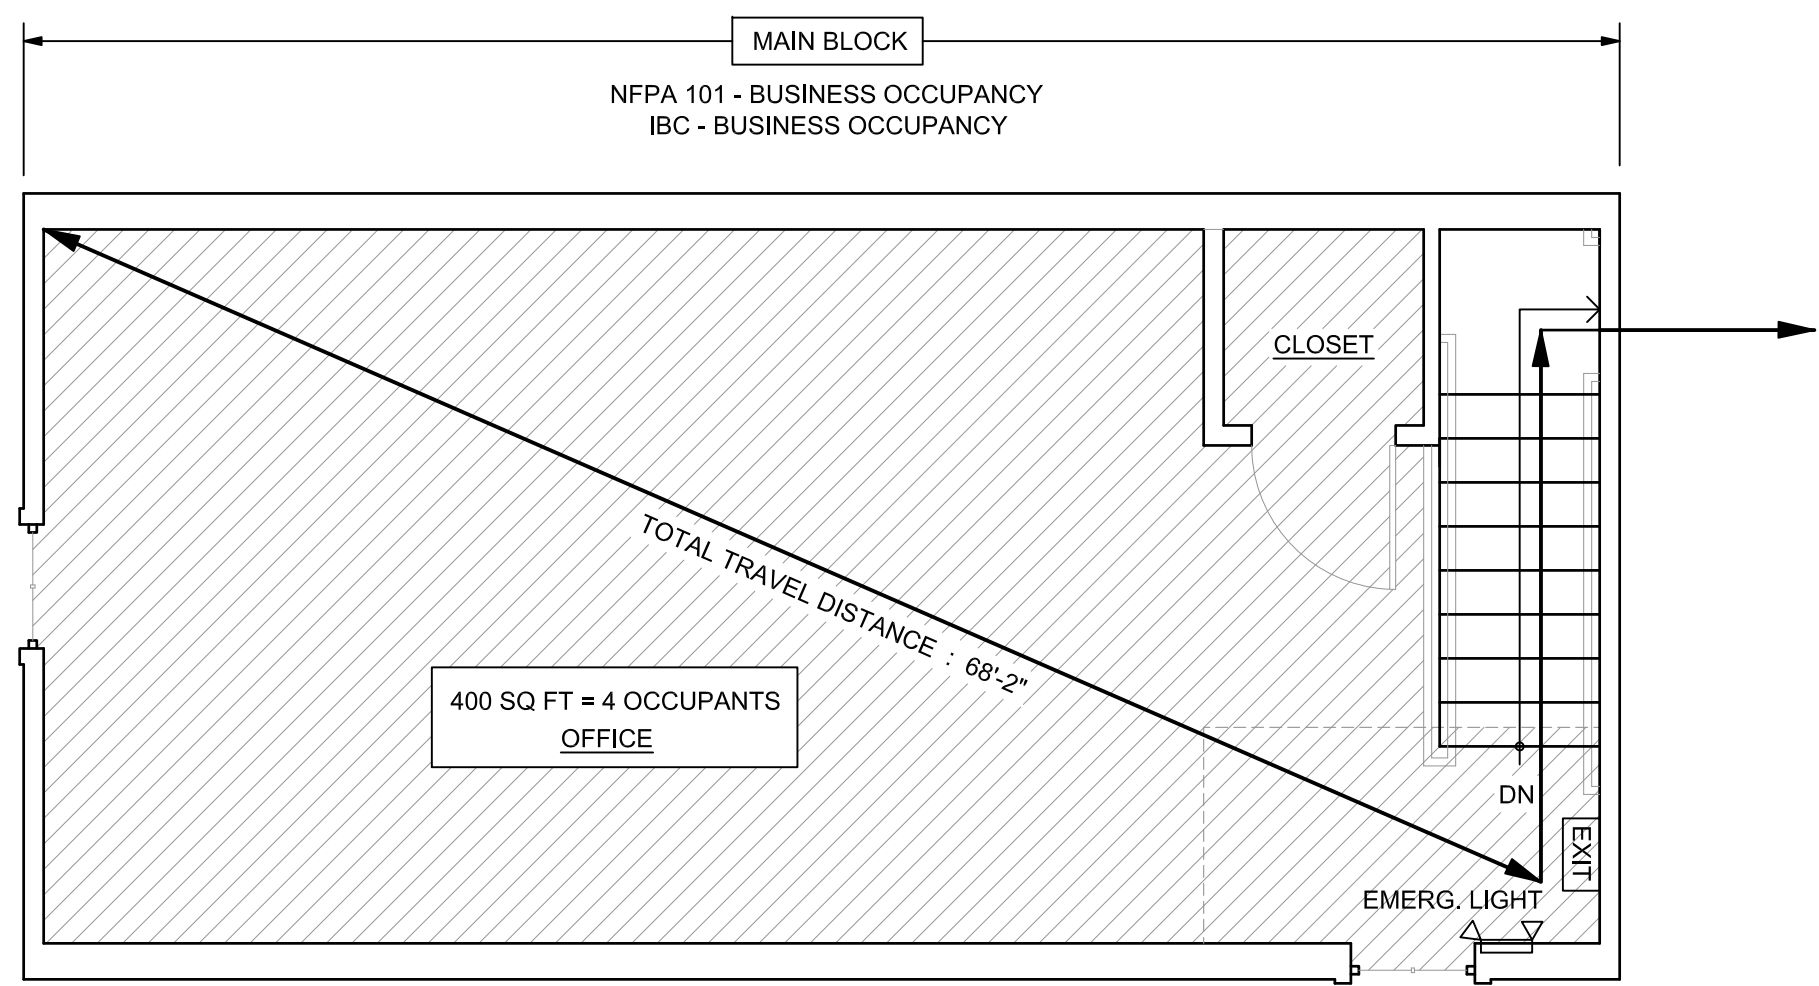 MAIN BLOCK
NFPA 101 - BUSINESS OCCUPANCY
IBC - BUSINESS OCCUPANCY
CLOSET
TOTAL TRAVEL DISTANCE : 68'-2"
400 SQ FT = 4 OCCUPANTS
OFFICE
DN
EXIT
EMERG. LIGHT